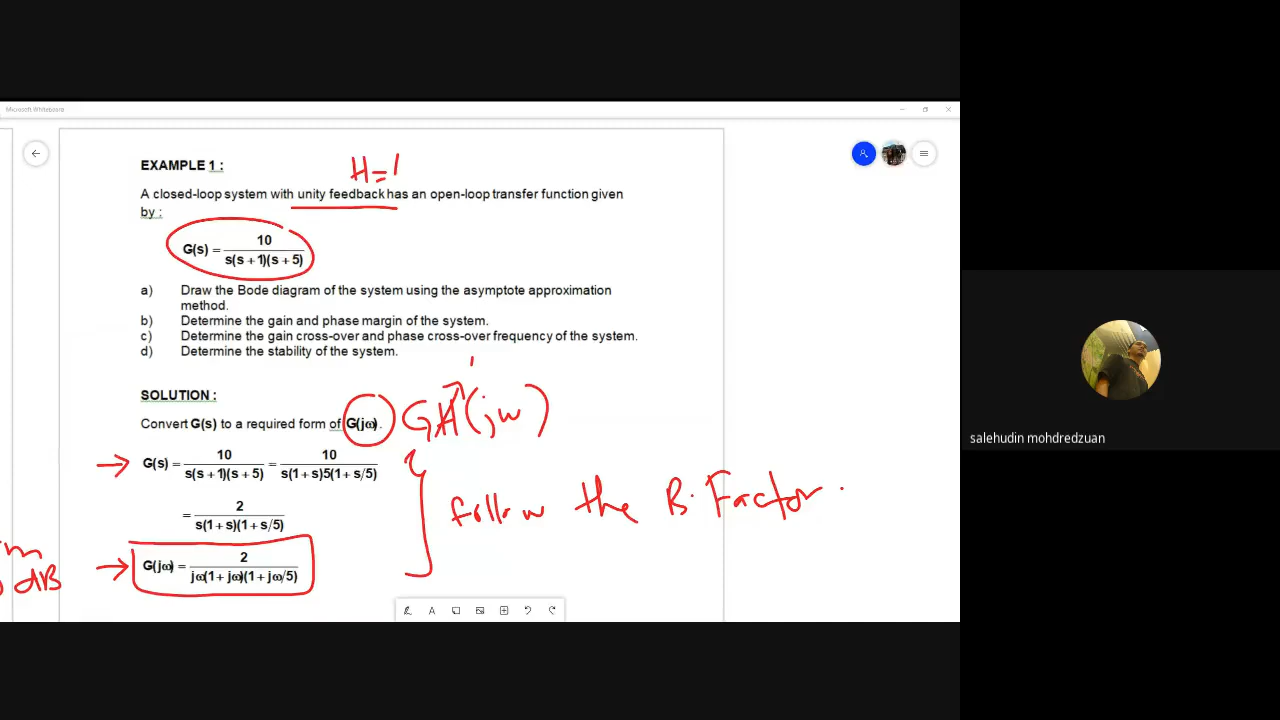 Microsoft Whiteboard
EXAMPLE 1 :
H=1
A closed-loop system with unity feedback has an open-loop transfer function given
by :
G(s) = 10 / s(s + 1)(s + 5)
a) Draw the Bode diagram of the system using the asymptote approximation
method.
b) Determine the gain and phase margin of the system.
c) Determine the gain cross-over and phase cross-over frequency of the system.
d) Determine the stability of the system.
SOLUTION :
1
Convert G(s) to a required form of G(jω). GH(jω)
G(s) = 10 / s(s + 1)(s + 5) = 10 / s(1 + s)5(1 + s/5)
follow the B. Factor.
= 2 / s(1 + s)(1 + s/5)
G(jω) = 2 / jω(1 + jω)(1 + jω/5)
dB
salehudin mohdredzuan